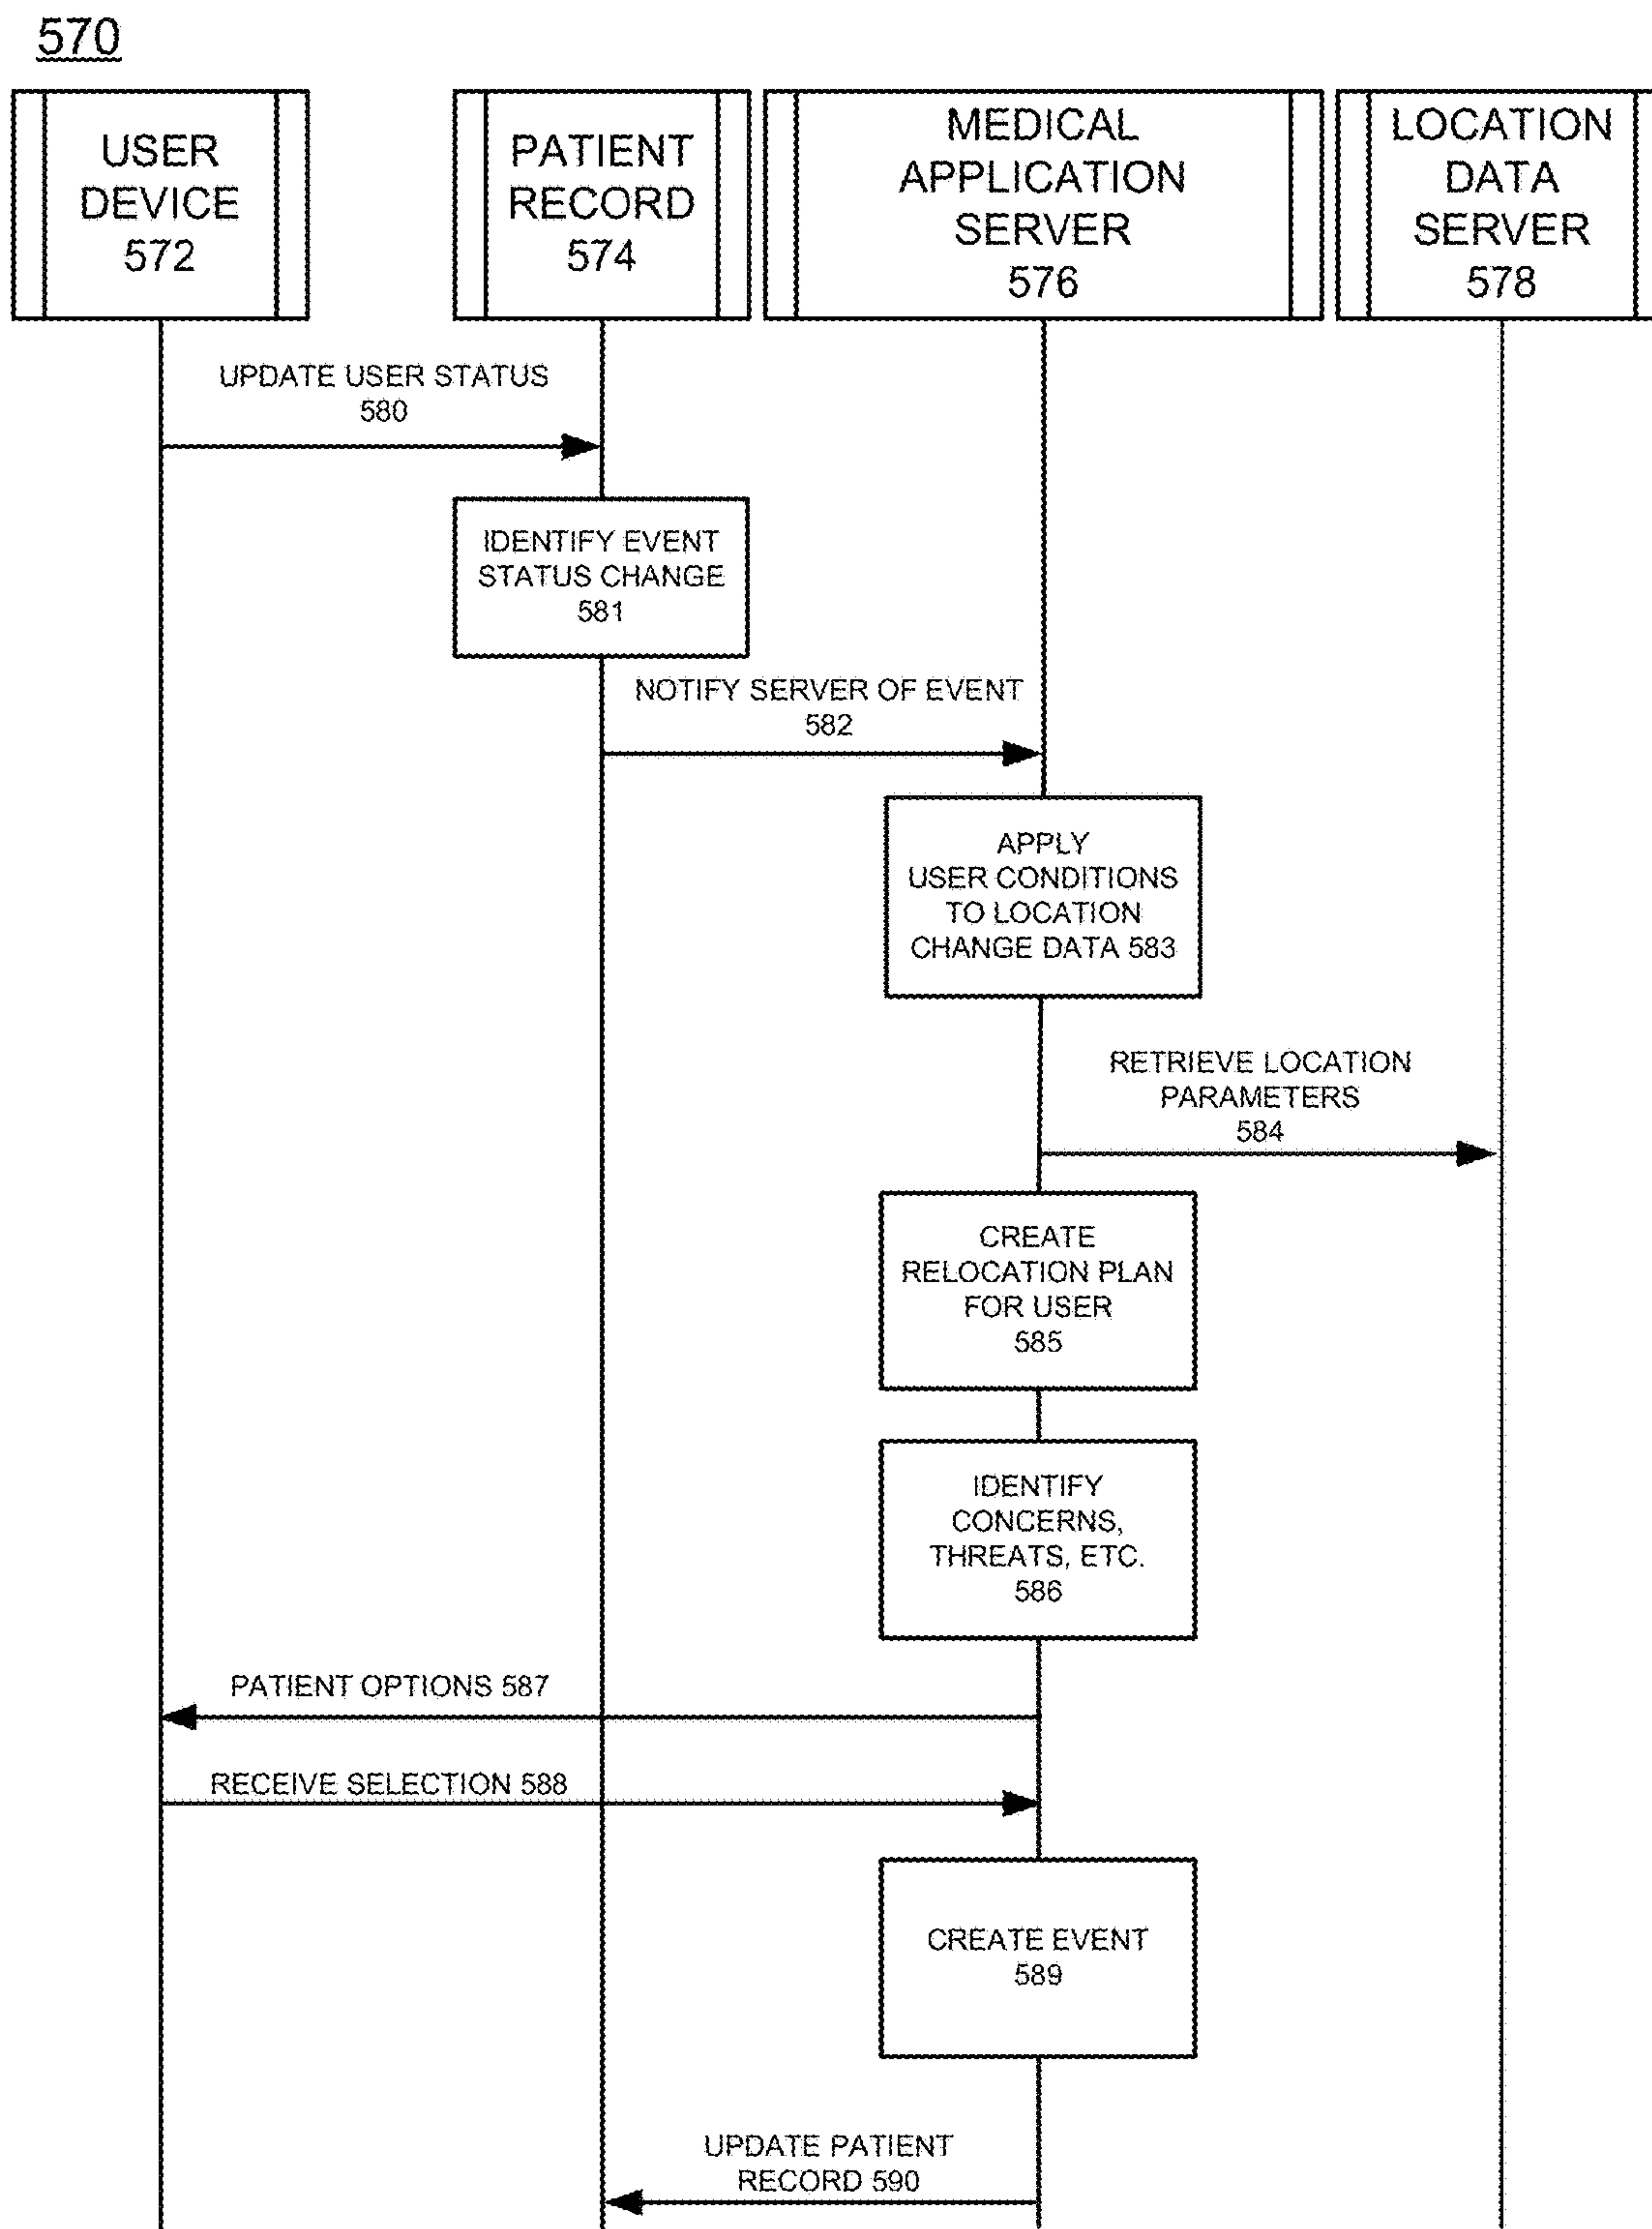 570
USER
DEVICE
572
PATIENT
RECORD
574
MEDICAL
APPLICATION
SERVER
576
LOCATION
DATA
SERVER
578
UPDATE USER STATUS
580
IDENTIFY EVENT
STATUS CHANGE
581
NOTIFY SERVER OF EVENT
582
APPLY
USER CONDITIONS
TO LOCATION
CHANGE DATA 583
RETRIEVE LOCATION
PARAMETERS
584
CREATE
RELOCATION PLAN
FOR USER
585
IDENTIFY
CONCERNS,
THREATS, ETC.
586
PATIENT OPTIONS 587
RECEIVE SELECTION 588
CREATE EVENT
589
UPDATE PATIENT
RECORD 590